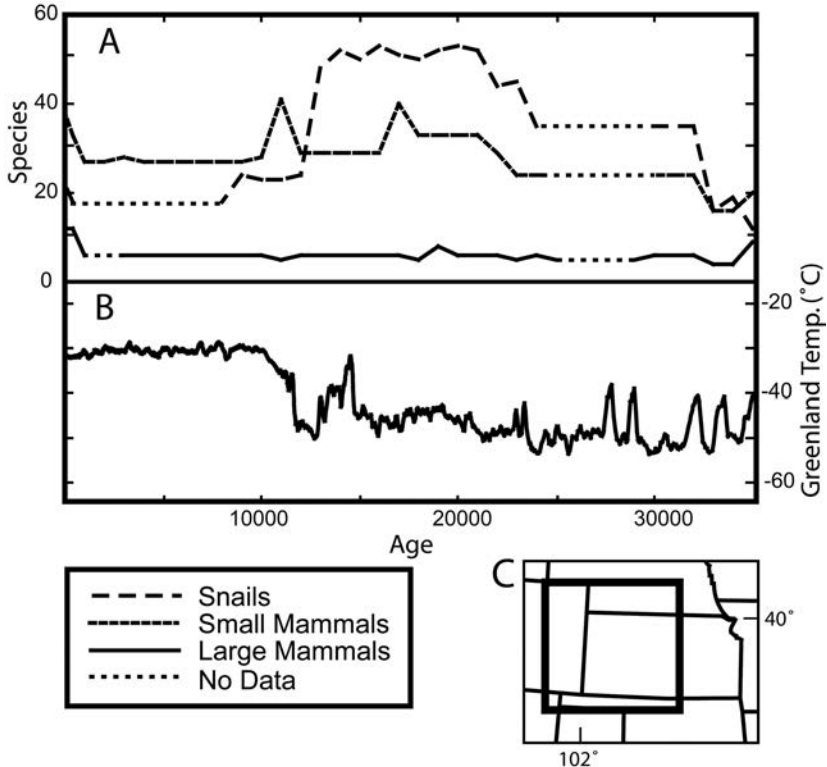 A
60
40
20
0
Species
B
-20
-40
-60
Greenland Temp. (˚C)
10000
20000
30000
Age
Snails
Small Mammals
Large Mammals
No Data
C
40˚
102˚